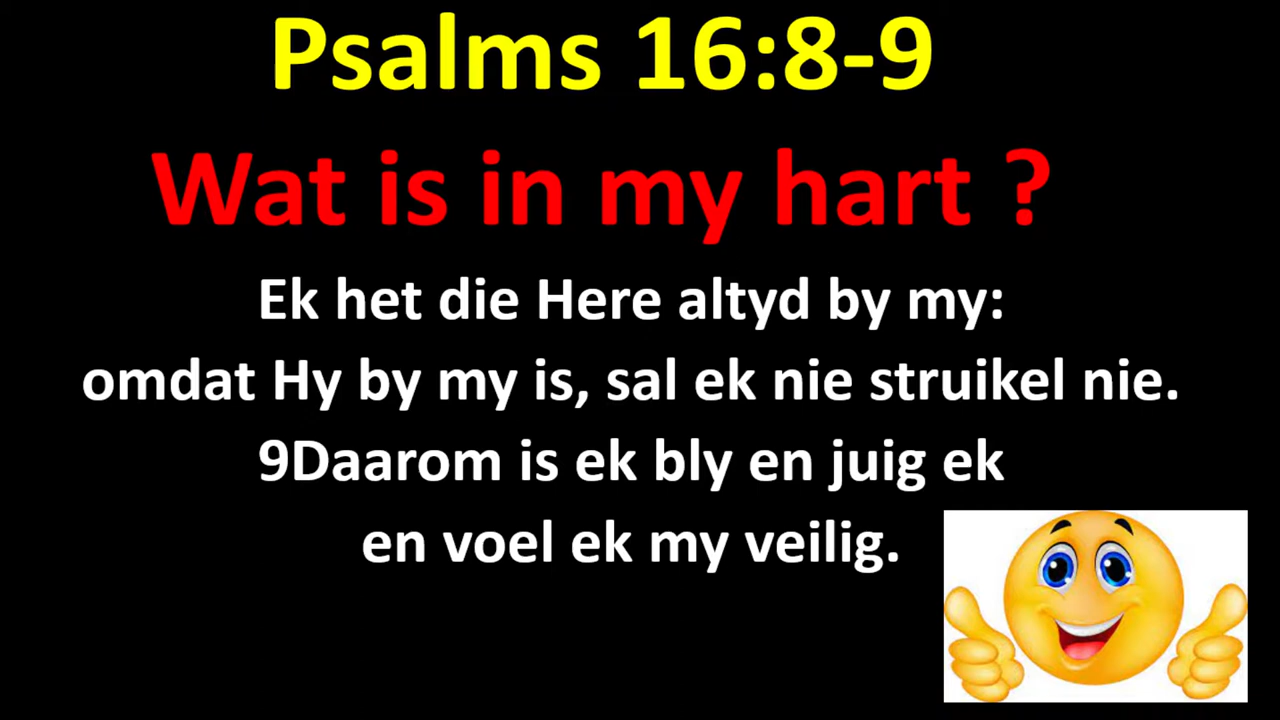 Psalms 16:8-9
Wat is in my hart ?
Ek het die Here altyd by my:
omdat Hy by my is, sal ek nie struikel nie.
9Daarom is ek bly en juig ek
en voel ek my veilig.